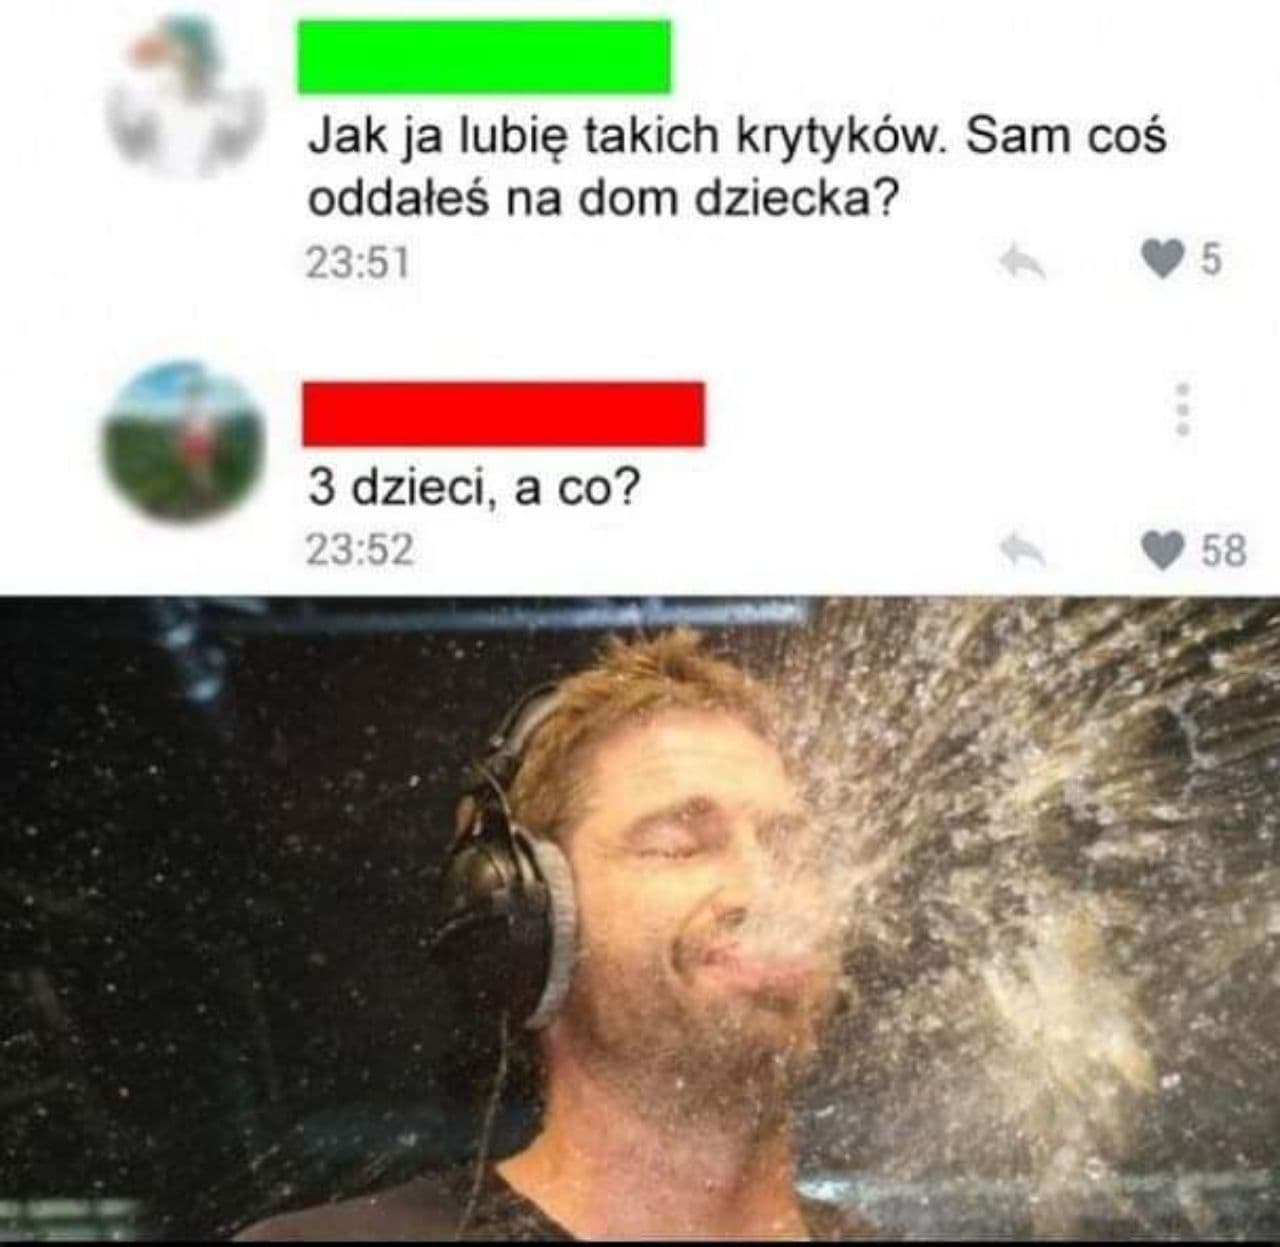 Jak ja lubię takich krytyków. Sam coś
oddałeś na dom dziecka?
23:51
5
3 dzieci, a co?
23:52
58